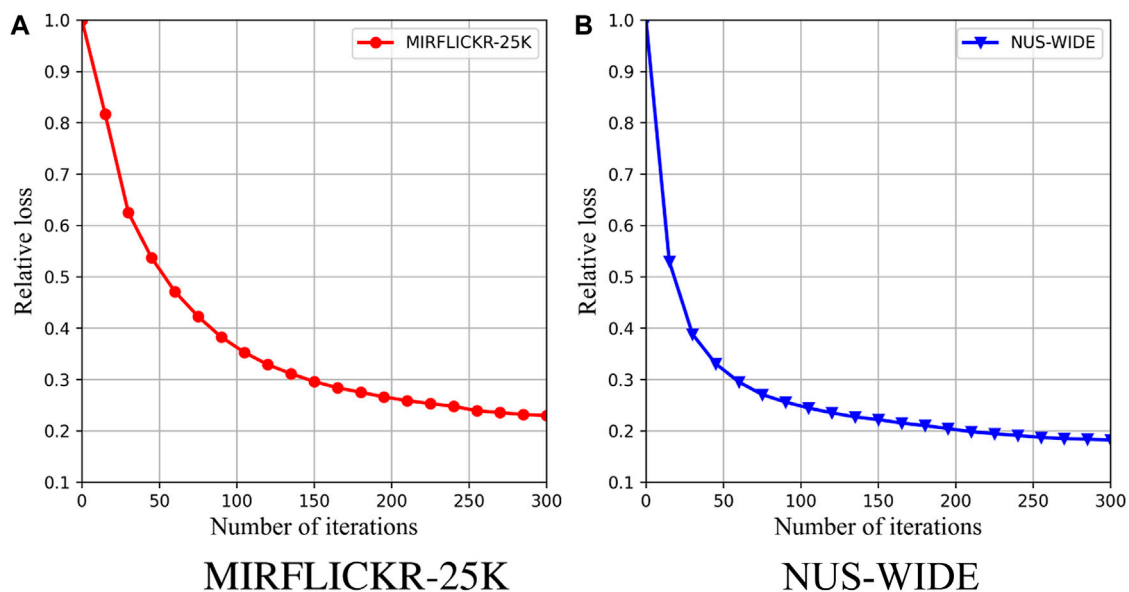 A
MIRFLICKR-25K
1.0
0.9
0.8
0.7
0.6
0.5
0.4
0.3
0.2
0.1
Relative loss
0 50 100 150 200 250 300
Number of iterations
MIRFLICKR-25K
B
NUS-WIDE
1.0
0.9
0.8
0.7
0.6
0.5
0.4
0.3
0.2
0.1
Relative loss
0 50 100 150 200 250 300
Number of iterations
NUS-WIDE